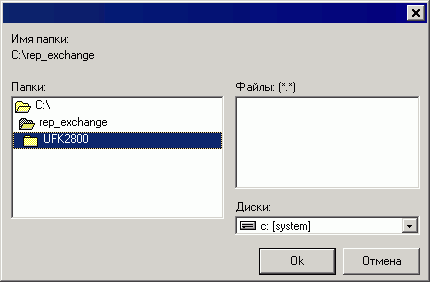 Имя папки:
C:\rep_exchange
Папки:
C:\
rep_exchange
UFK2800
Файлы: (*.*)
Диски:
c: [system]
Ok
Отмена